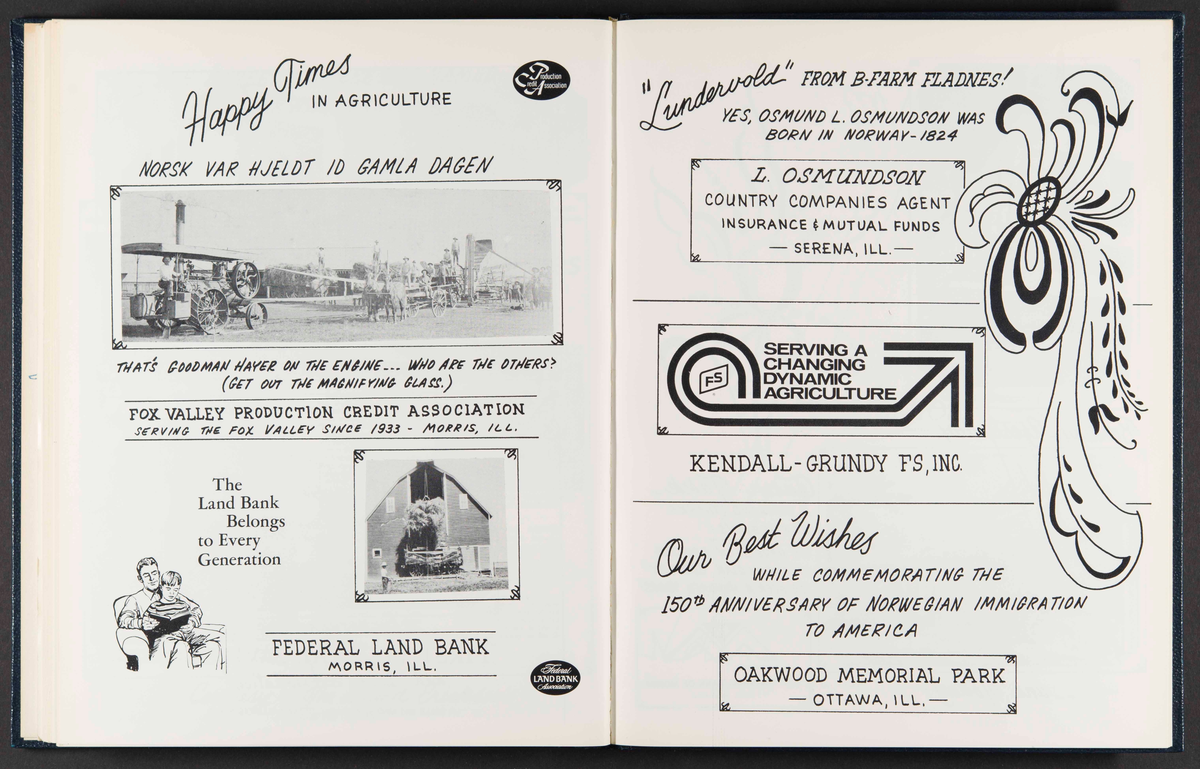 Happy Times
IN AGRICULTURE
Production
Credit Association
NORSK VAR HJELDT ID GAMLA DAGEN
THAT'S GOODMAN HAYER ON THE ENGINE... WHO ARE THE OTHERS?
(GET OUT THE MAGNIFYING GLASS.)
FOX VALLEY PRODUCTION CREDIT ASSOCIATION
SERVING THE FOX VALLEY SINCE 1933 - MORRIS, ILL.
The
Land Bank
Belongs
to Every
Generation
FEDERAL LAND BANK
MORRIS, ILL.
Federal
LAND BANK
Association
"Lundervold" FROM B-FARM FLADNES!
YES, OSMUND L. OSMUNDSON WAS
BORN IN NORWAY-1824
L. OSMUNDSON
COUNTRY COMPANIES AGENT
INSURANCE & MUTUAL FUNDS
— SERENA, ILL. —
FS
SERVING A
CHANGING
DYNAMIC
AGRICULTURE
KENDALL-GRUNDY FS, INC.
Our Best Wishes
WHILE COMMEMORATING THE
150th ANNIVERSARY OF NORWEGIAN IMMIGRATION
TO AMERICA
OAKWOOD MEMORIAL PARK
— OTTAWA, ILL. —